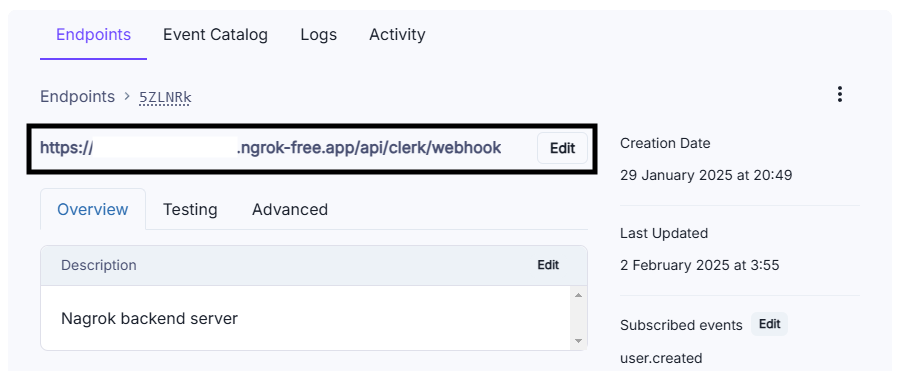 Endpoints Event Catalog Logs Activity
Endpoints > 5ZLNRk
https:// .ngrok-free.app/api/clerk/webhook Edit
Creation Date
29 January 2025 at 20:49
Overview Testing Advanced
Last Updated
2 February 2025 at 3:55
Description Edit
Nagrok backend server
Subscribed events Edit
user.created